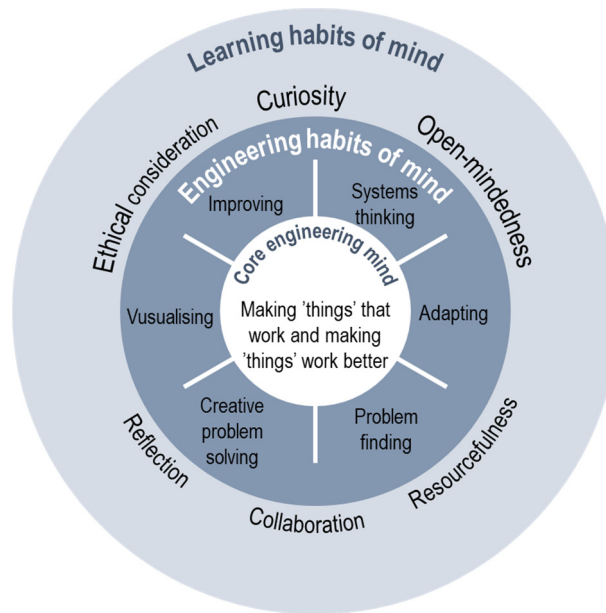 Learning habits of mind
Curiosity
Ethical consideration
Open-mindedness
Engineering habits of mind
Improving
Systems
thinking
Core engineering mind
Making 'things' that
work and making
'things' work better
Vusualising
Adapting
Creative
problem
solving
Problem
finding
Reflection
Resourcefulness
Collaboration